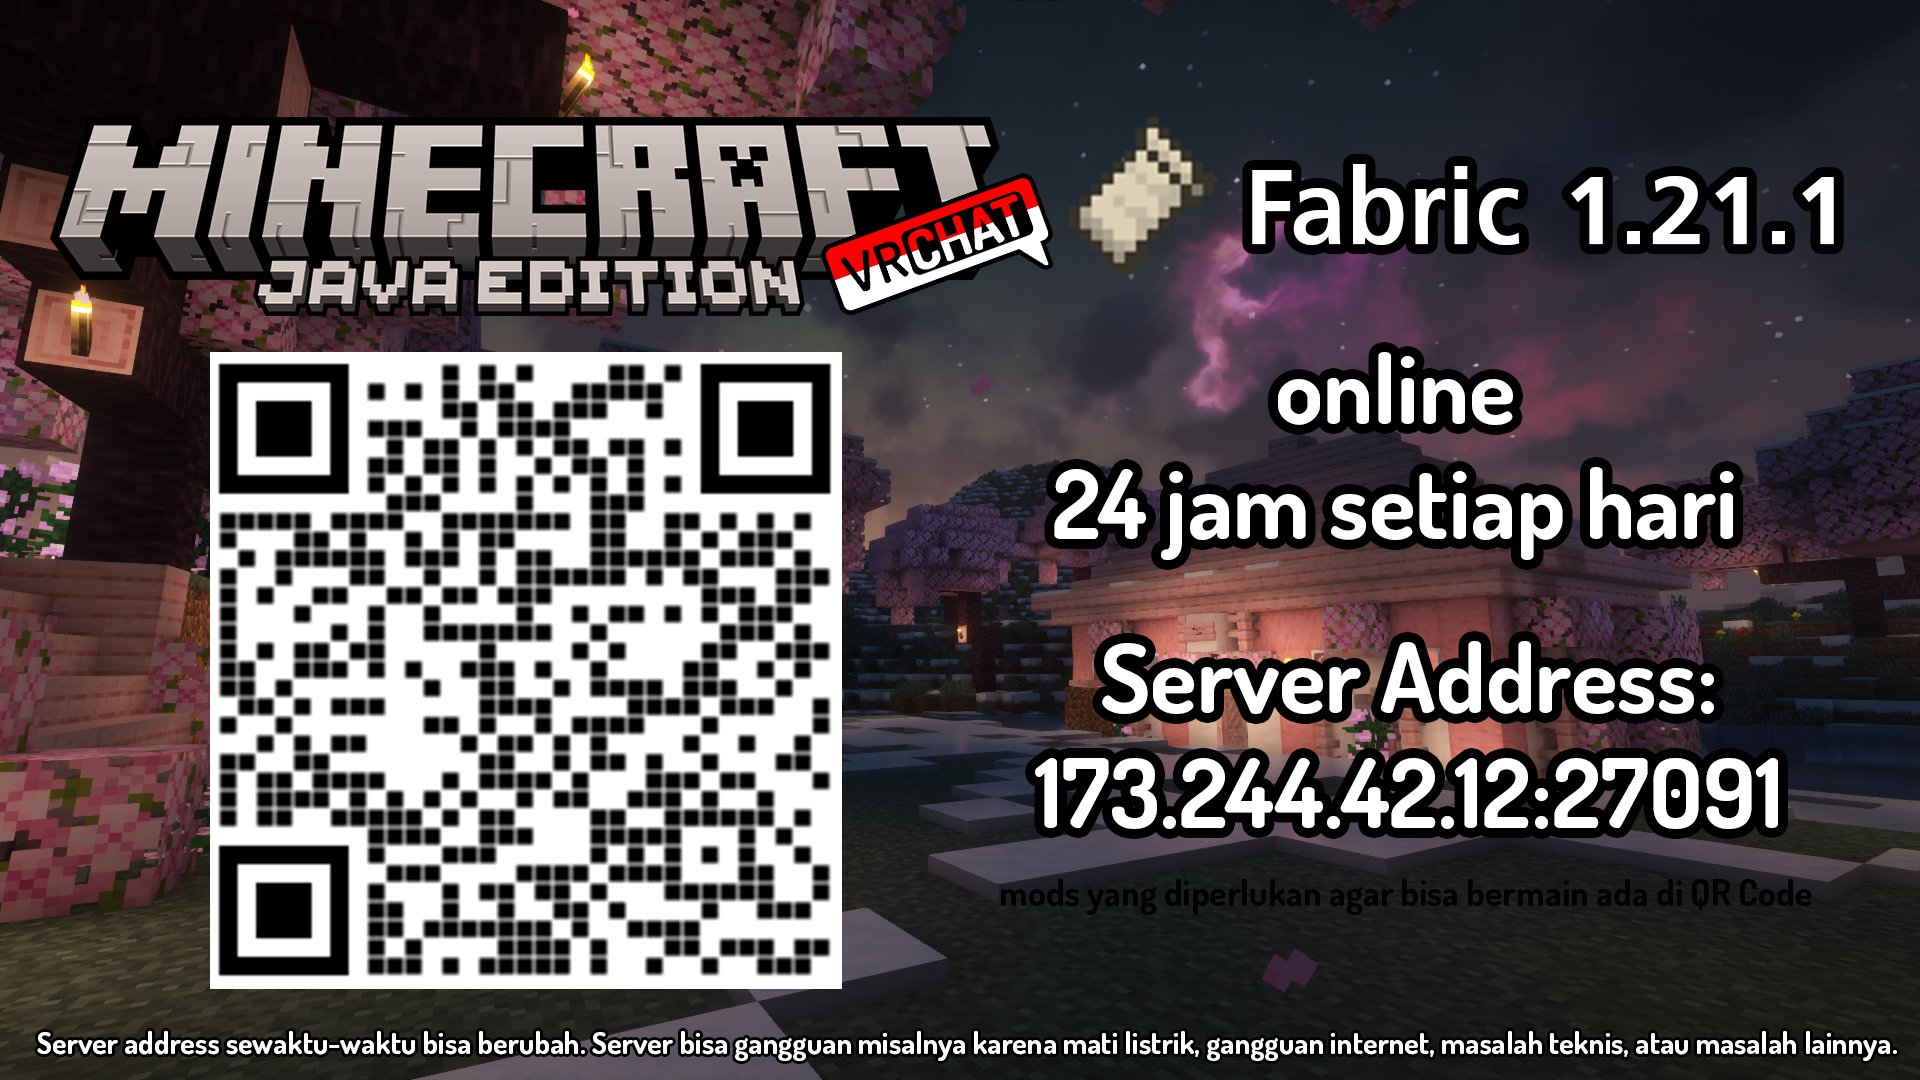 MINECRAFT
JAVA EDITION
VRCHAT
Fabric 1.21.1
online
24 jam setiap hari
Server Address:
173.244.42.12:27091
mods yang diperlukan agar bisa bermain ada di QR Code
Server address sewaktu-waktu bisa berubah. Server bisa gangguan misalnya karena mati listrik, gangguan internet, masalah teknis, atau masalah lainnya.